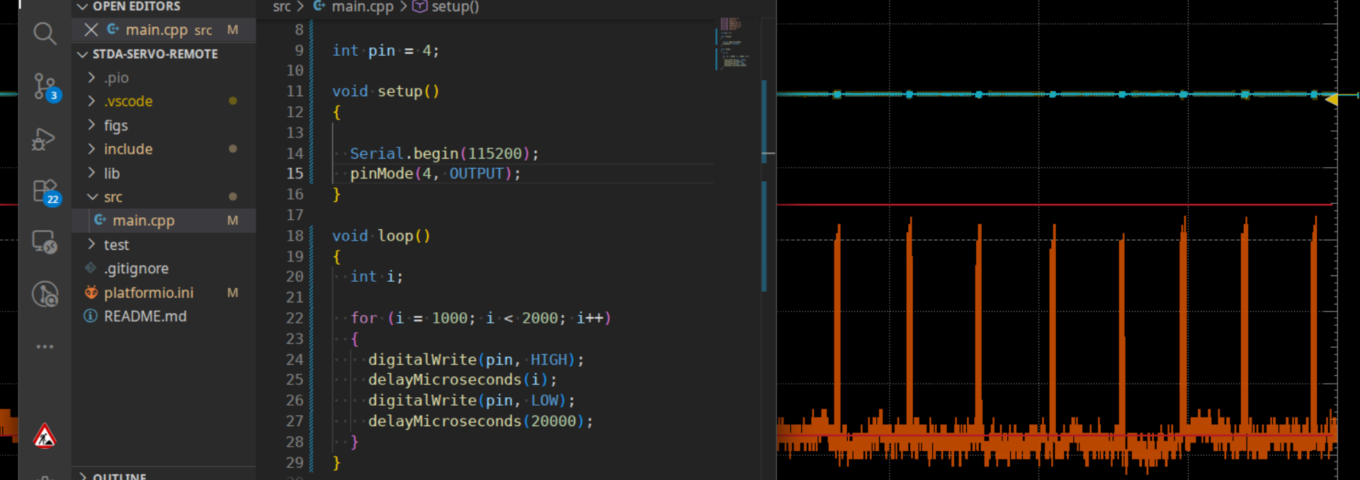 OPEN EDITORS
main.cpp src M
STDA-SERVO-REMOTE
.pio
.vscode
figs
include
lib
src
main.cpp M
test
.gitignore
platformio.ini M
README.md
OUTLINE
3
22
src > main.cpp > setup()
8
9 int pin = 4;
10
11 void setup()
12 {
13
14 Serial.begin(115200);
15 pinMode(4, OUTPUT);
16 }
17
18 void loop()
19 {
20 int i;
21
22 for (i = 1000; i < 2000; i++)
23 {
24 digitalWrite(pin, HIGH);
25 delayMicroseconds(i);
26 digitalWrite(pin, LOW);
27 delayMicroseconds(20000);
28 }
29 }